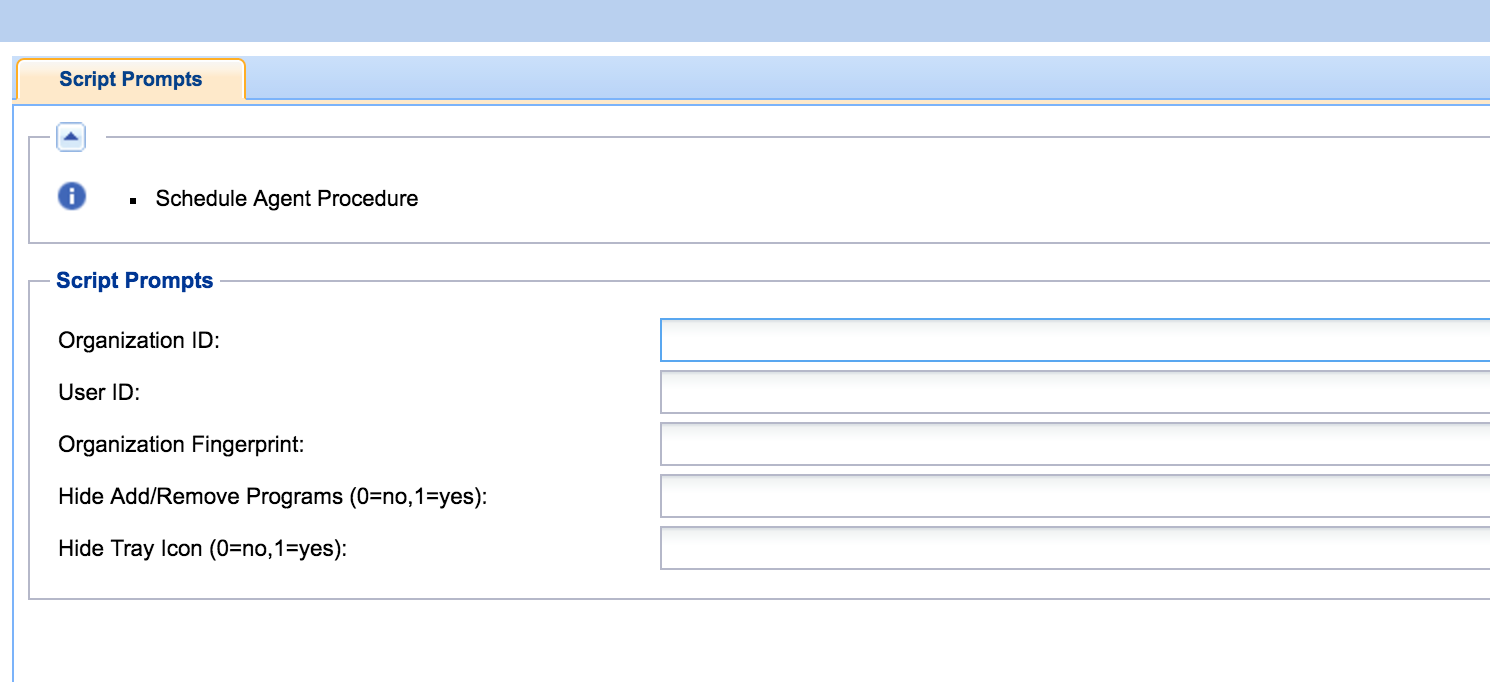 Script Prompts
Schedule Agent Procedure
Script Prompts
Organization ID:
User ID:
Organization Fingerprint:
Hide Add/Remove Programs (0=no,1=yes):
Hide Tray Icon (0=no,1=yes):